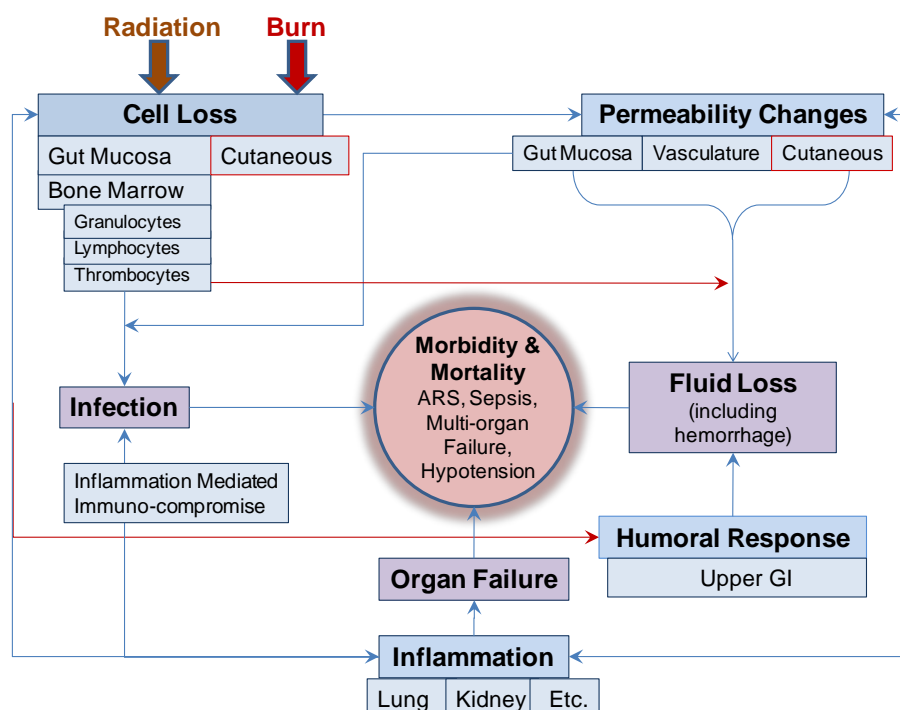 Radiation
Burn
Cell Loss
Gut Mucosa
Cutaneous
Bone Marrow
Granulocytes
Lymphocytes
Thrombocytes
Permeability Changes
Gut Mucosa
Vasculature
Cutaneous
Morbidity &
Mortality
ARS, Sepsis,
Multi-organ
Failure,
Hypotension
Infection
Fluid Loss
(including
hemorrhage)
Inflammation Mediated
Immuno-compromise
Humoral Response
Upper GI
Organ Failure
Inflammation
Lung
Kidney
Etc.